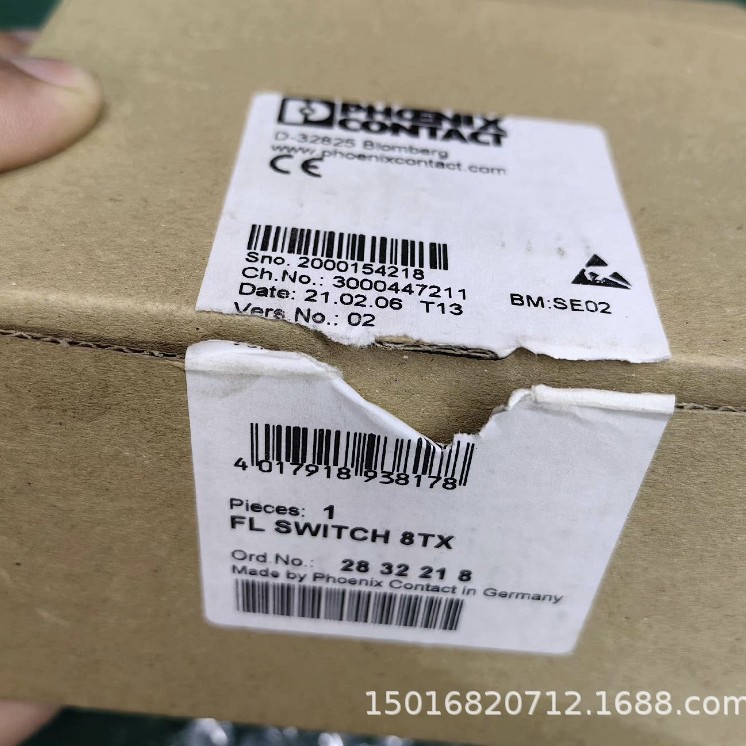 PHŒNIX
CONTACT
D-32825 Blomberg
www.phoenixcontact.com
CE
Sno. 2000154218
Ch.No.: 3000447211
Date: 21.02.06 T13
BM:SE02
Vers.No.: 02
4 017918 938178
Pieces: 1
FL SWITCH 8TX
Ord.No.: 28 32 21 8
Made by Phoenix Contact in Germany
15016820712.1688.com